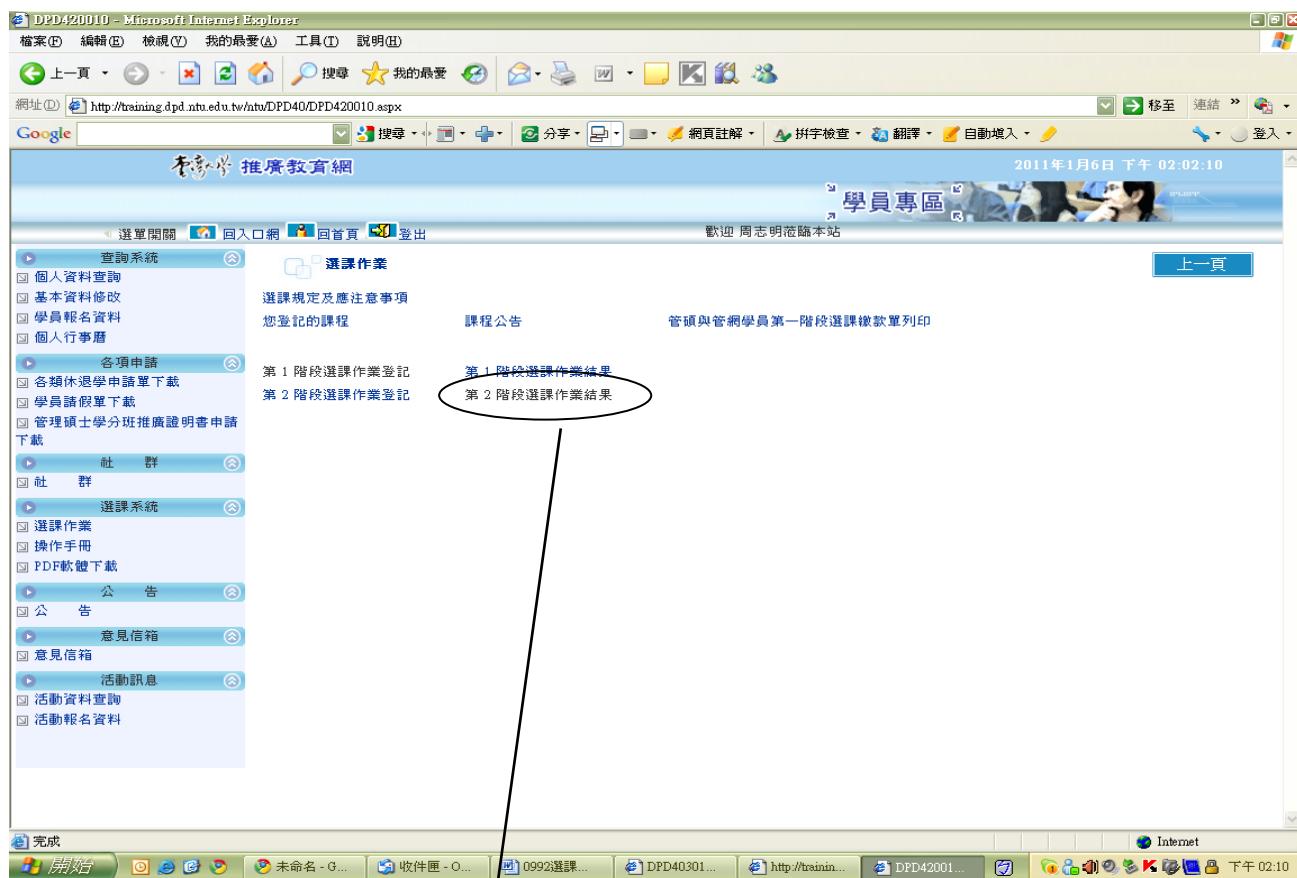 DPD420010 - Microsoft Internet Explorer
檔案(F) 編輯(E) 檢視(V) 我的最愛(A) 工具(T) 說明(H)
上一頁 搜尋 我的最愛
網址(D) http://training.dpd.ntu.edu.tw/ntu/DPD40/DPD420010.aspx 移至 連結 »
Google 搜尋 分享 網頁註解 拼字檢查 翻譯 自動填入 登入
推廣教育網 2011年1月6日 下午 02:02:10
學員專區
選單開關 回入口網 回首頁 登出 歡迎 周志明蒞臨本站
查詢系統
個人資料查詢
基本資料修改
學員報名資料
個人行事曆
各項申請
各類休退學申請單下載
學員請假單下載
管理碩士學分班推廣證明書申請
下載
社 群
社 群
選課系統
選課作業
操作手冊
PDF軟體下載
公 告
公 告
意見信箱
意見信箱
活動訊息
活動資料查詢
活動報名資料
選課作業 上一頁
選課規定及應注意事項
您登記的課程 課程公告 管碩與管網學員第一階段選課繳款單列印
第 1 階段選課作業登記 第 1 階段選課作業結果
第 2 階段選課作業登記 第 2 階段選課作業結果
完成 Internet
開始 未命名 - G... 收件匣 - O... 0992選課... DPD40301... http://trainin... DPD42001... 下午 02:10